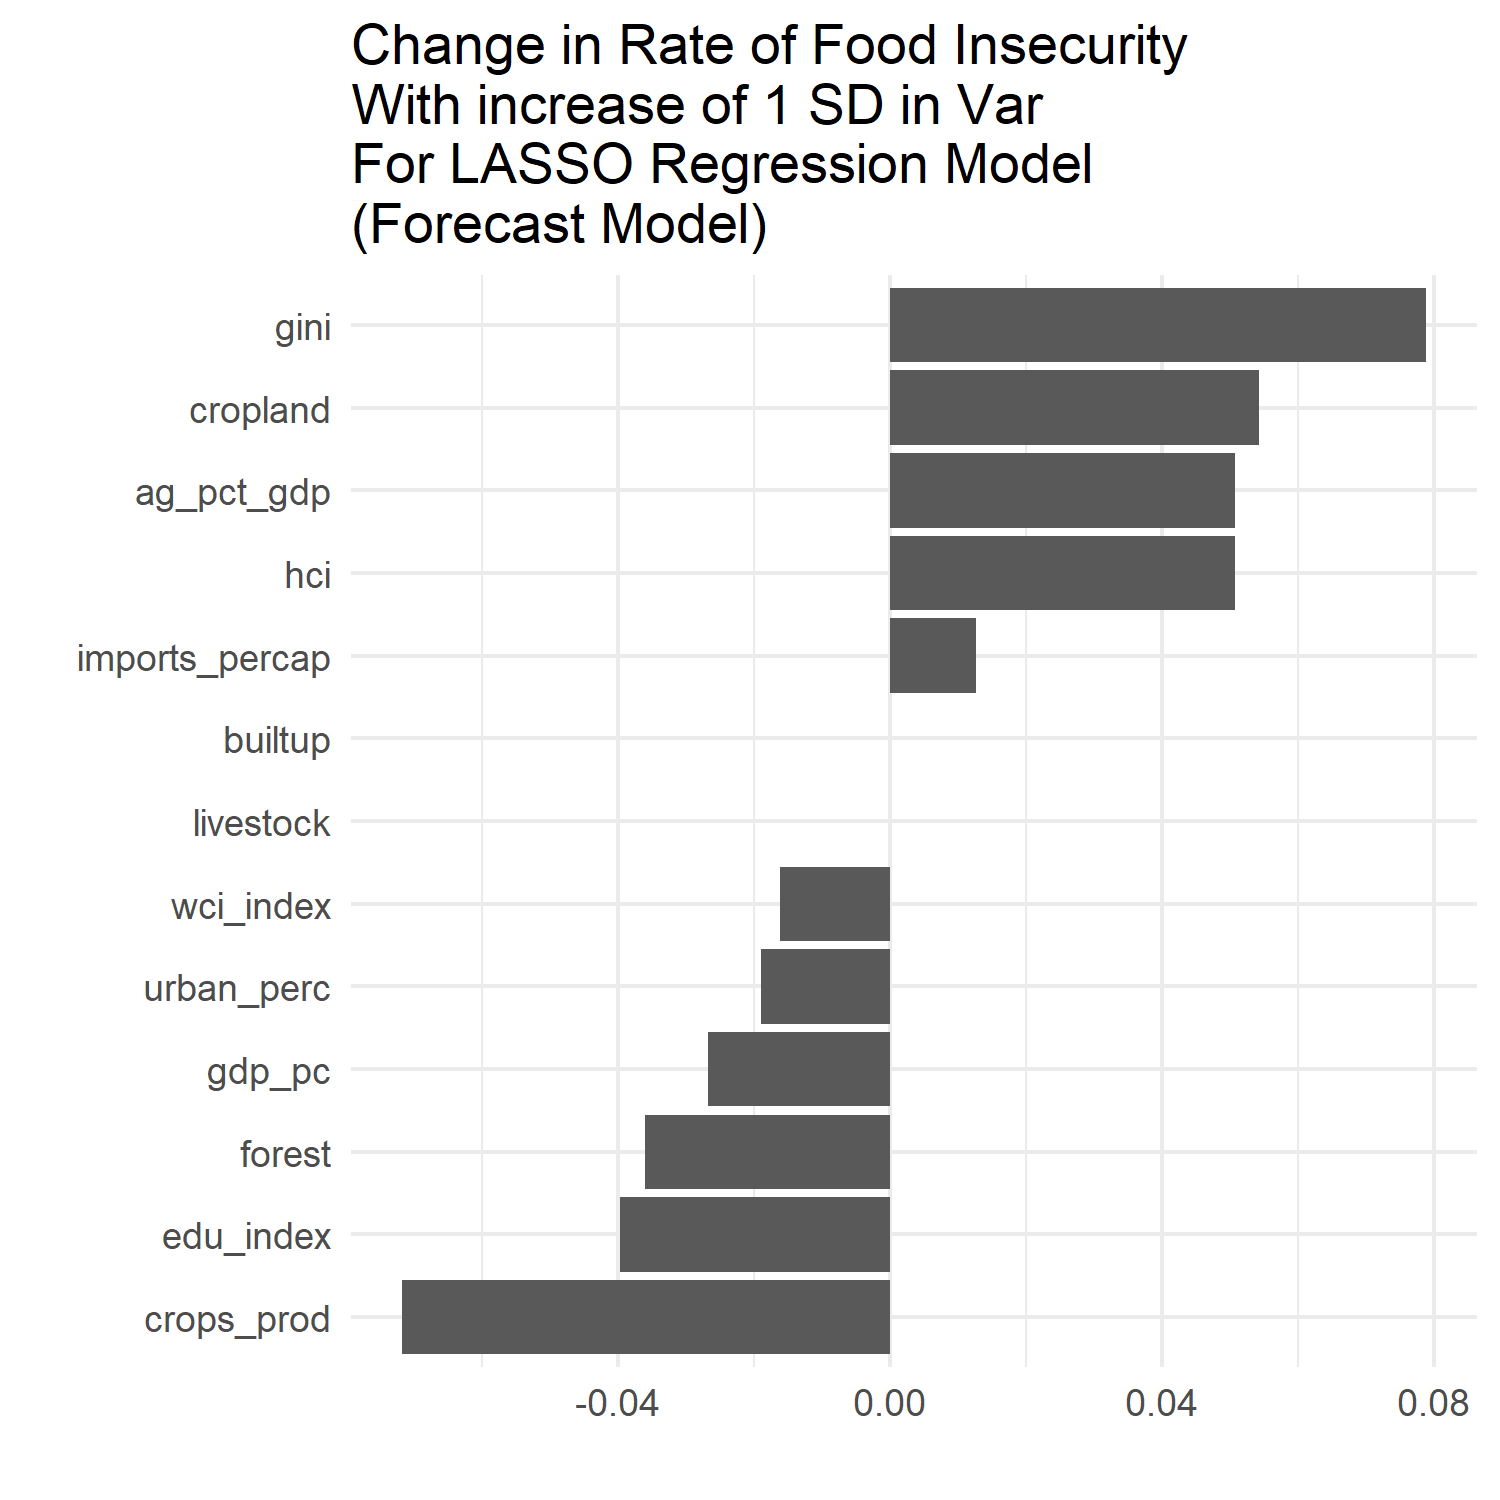 Change in Rate of Food Insecurity
With increase of 1 SD in Var
For LASSO Regression Model
(Forecast Model)
gini
cropland
ag_pct_gdp
hci
imports_percap
builtup
livestock
wci_index
urban_perc
gdp_pc
forest
edu_index
crops_prod
-0.04 0.00 0.04 0.08